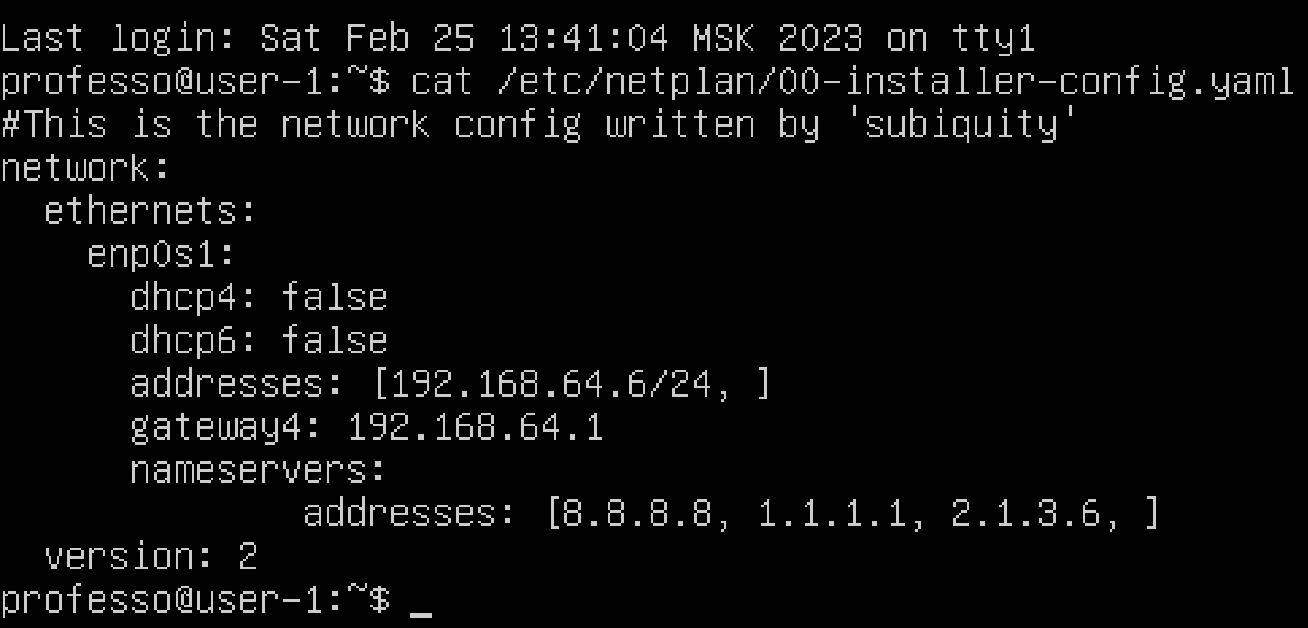 Last login: Sat Feb 25 13:41:04 MSK 2023 on tty1
professo@user-1:~$ cat /etc/netplan/00-installer-config.yaml
#This is the network config written by 'subiquity'
network:
  ethernets:
    enp0s1:
      dhcp4: false
      dhcp6: false
      addresses: [192.168.64.6/24, ]
      gateway4: 192.168.64.1
      nameservers:
              addresses: [8.8.8.8, 1.1.1.1, 2.1.3.6, ]
  version: 2
professo@user-1:~$ _